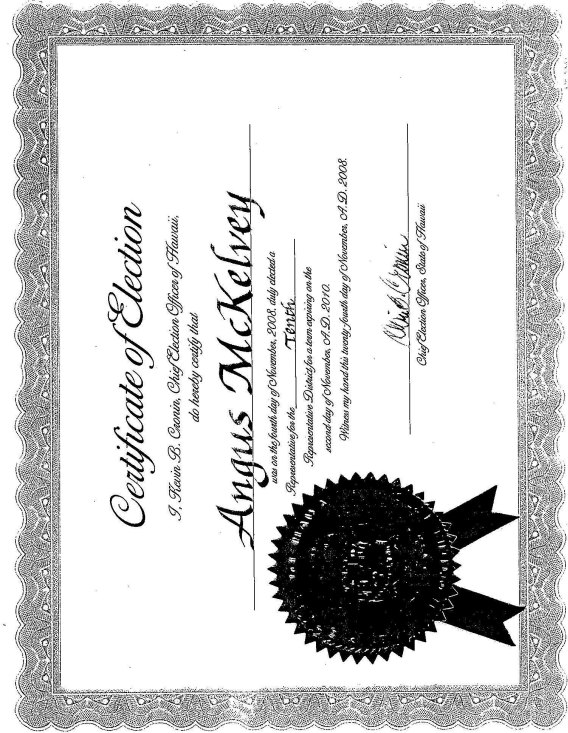 Certificate of Election
I, Kevin B. Cronin, Chief Election Officer of Hawaii,
do hereby certify that
Angus McKelvey
was on the fourth day of November, 2008, duly elected a
Representative for the Tenth
Representative District for a term expiring on the
second day of November, A.D. 2010.
Witness my hand this twenty-fourth day of November, A.D. 2008.
Chief Election Officer, State of Hawaii